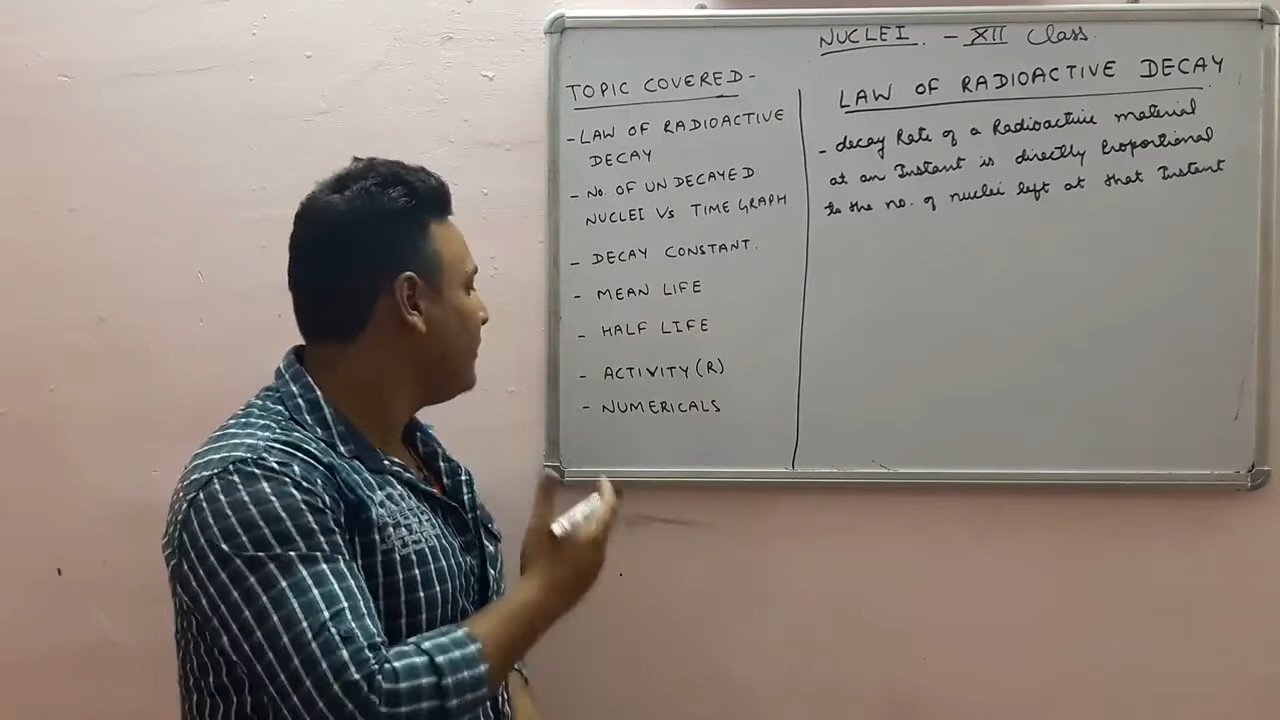 NUCLEI. - XII Class.
TOPIC COVERED -
- LAW OF RADIOACTIVE
DECAY
- NO. OF UNDECAYED
NUCLEI Vs TIME GRAPH
- DECAY CONSTANT.
- MEAN LIFE
- HALF LIFE
- ACTIVITY (R)
- NUMERICALS
LAW OF RADIOACTIVE DECAY
- decay Rate of a Radioactive material
at an Instant is directly Proportional
to the no. of nuclei left at that Instant